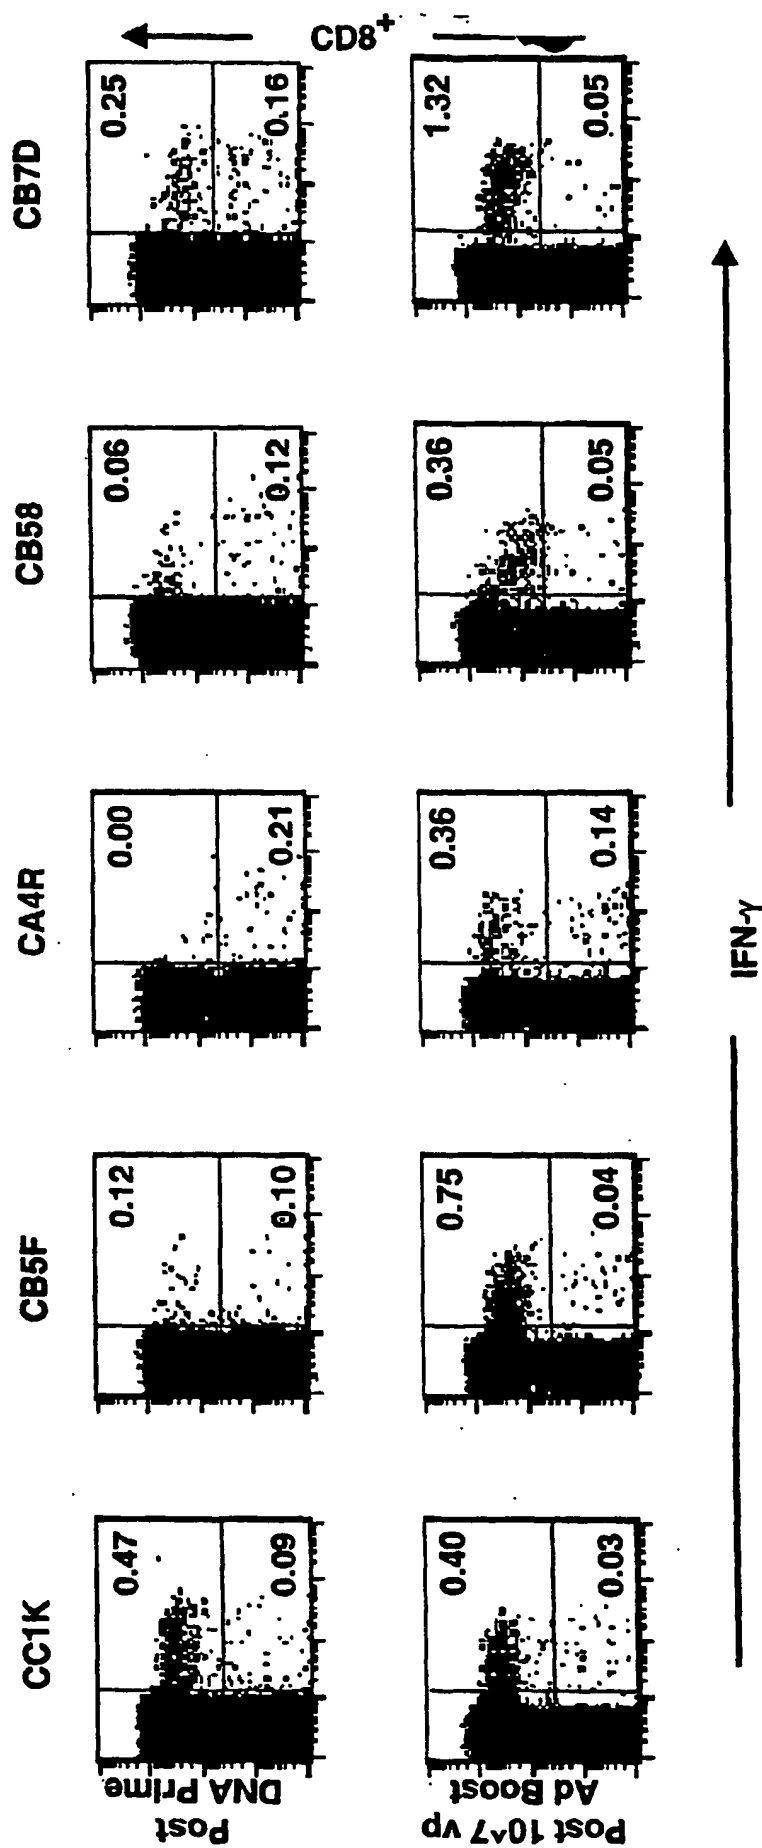 CC1K
CB5F
CA4R
CB58
CB7D
Post
DNA Prime
0.47
0.09
0.12
0.10
0.00
0.21
0.06
0.12
0.25
0.16
CD8+
Post 10^7 vp
Ad Boost
0.40
0.03
0.75
0.04
0.36
0.14
0.36
0.05
1.32
0.05
IFN-γ